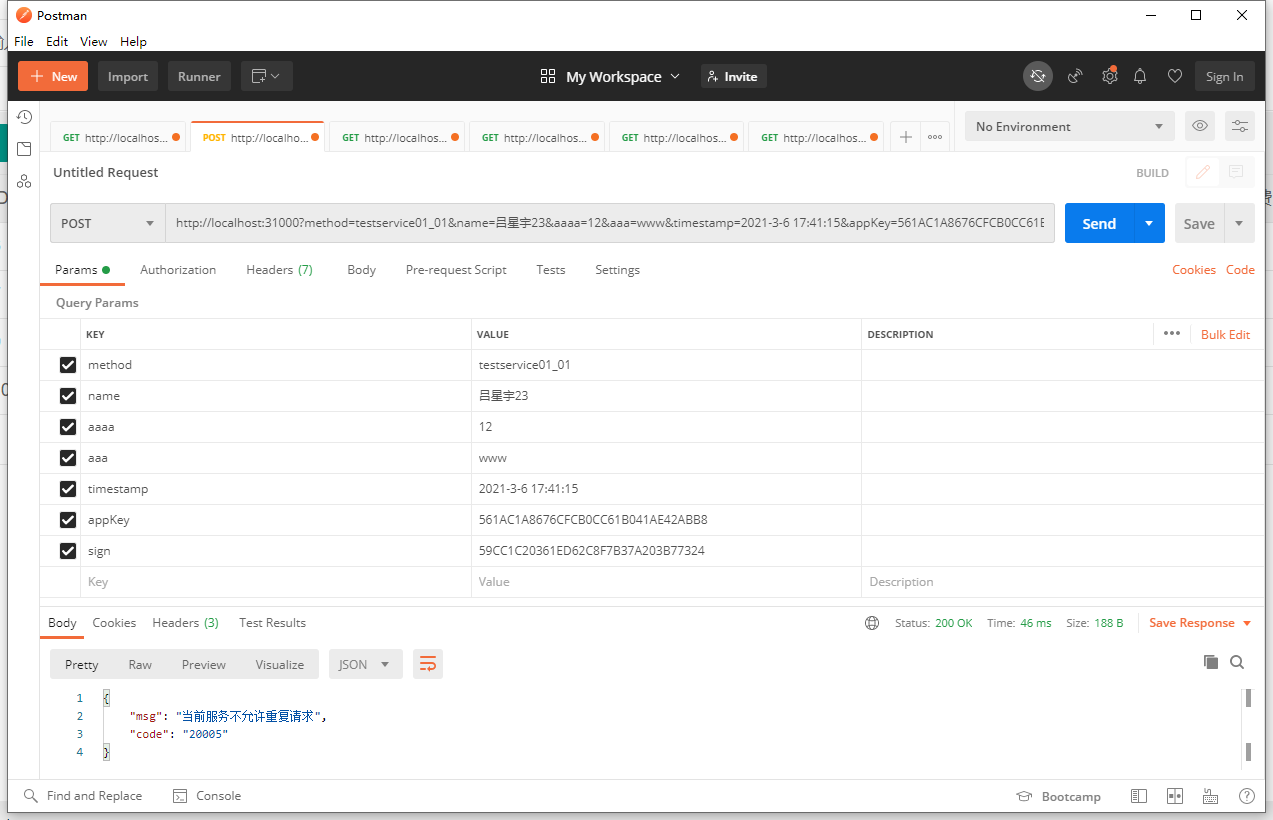 Postman
File Edit View Help
New Import Runner My Workspace Invite Sign In
GET http://localhos... POST http://localho... GET http://localhos... GET http://localhos... GET http://localhos... GET http://localhos... No Environment
Untitled Request BUILD
POST http://localhost:31000?method=testservice01_01&name=吕星宇23&aaaa=12&aaa=www&timestamp=2021-3-6 17:41:15&appKey=561AC1A8676CFCB0CC61B Send Save
Params Authorization Headers (7) Body Pre-request Script Tests Settings Cookies Code
Query Params
KEY VALUE DESCRIPTION Bulk Edit
method testservice01_01
name 吕星宇23
aaaa 12
aaa www
timestamp 2021-3-6 17:41:15
appKey 561AC1A8676CFCB0CC61B041AE42ABB8
sign 59CC1C20361ED62C8F7B37A203B77324
Key Value Description
Body Cookies Headers (3) Test Results Status: 200 OK Time: 46 ms Size: 188 B Save Response
Pretty Raw Preview Visualize JSON
1 {
2 "msg": "当前服务不允许重复请求",
3 "code": "20005"
4 }
Find and Replace Console Bootcamp